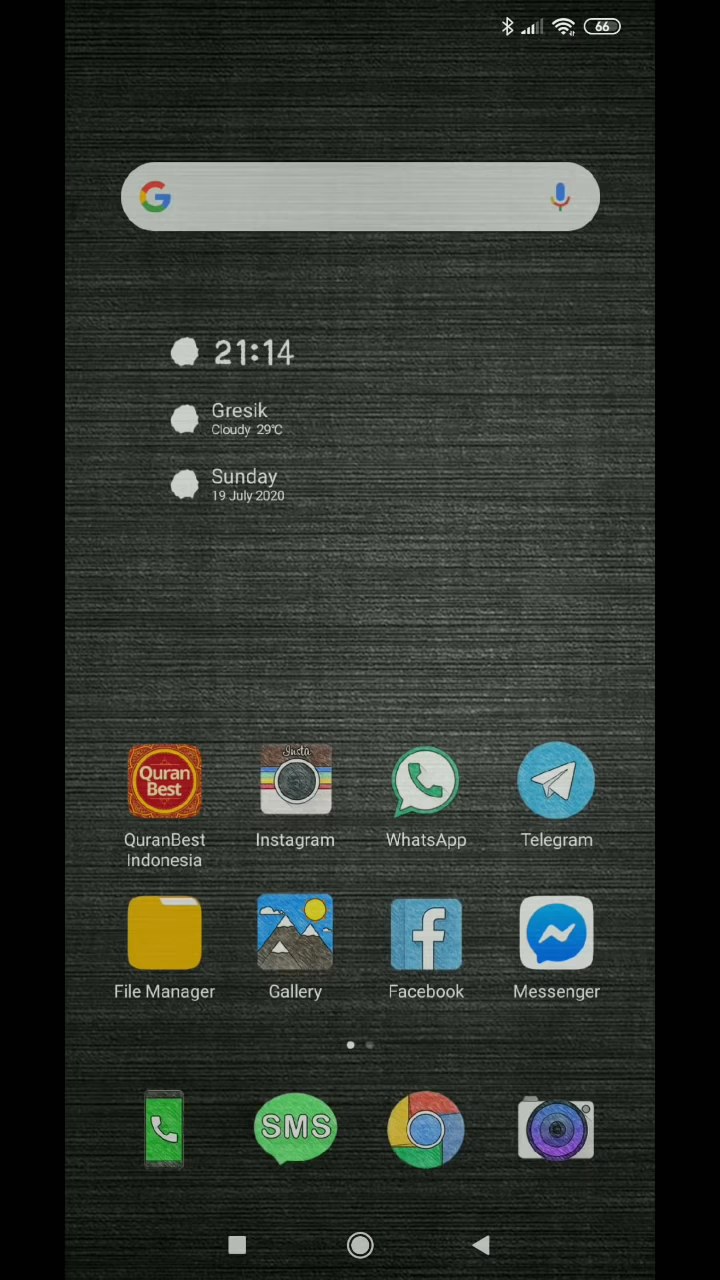 66
21:14
Gresik
Cloudy 29℃
Sunday
19 July 2020
Quran
Best
Insta
QuranBest
Indonesia
Instagram
WhatsApp
Telegram
File Manager
Gallery
Facebook
Messenger
SMS